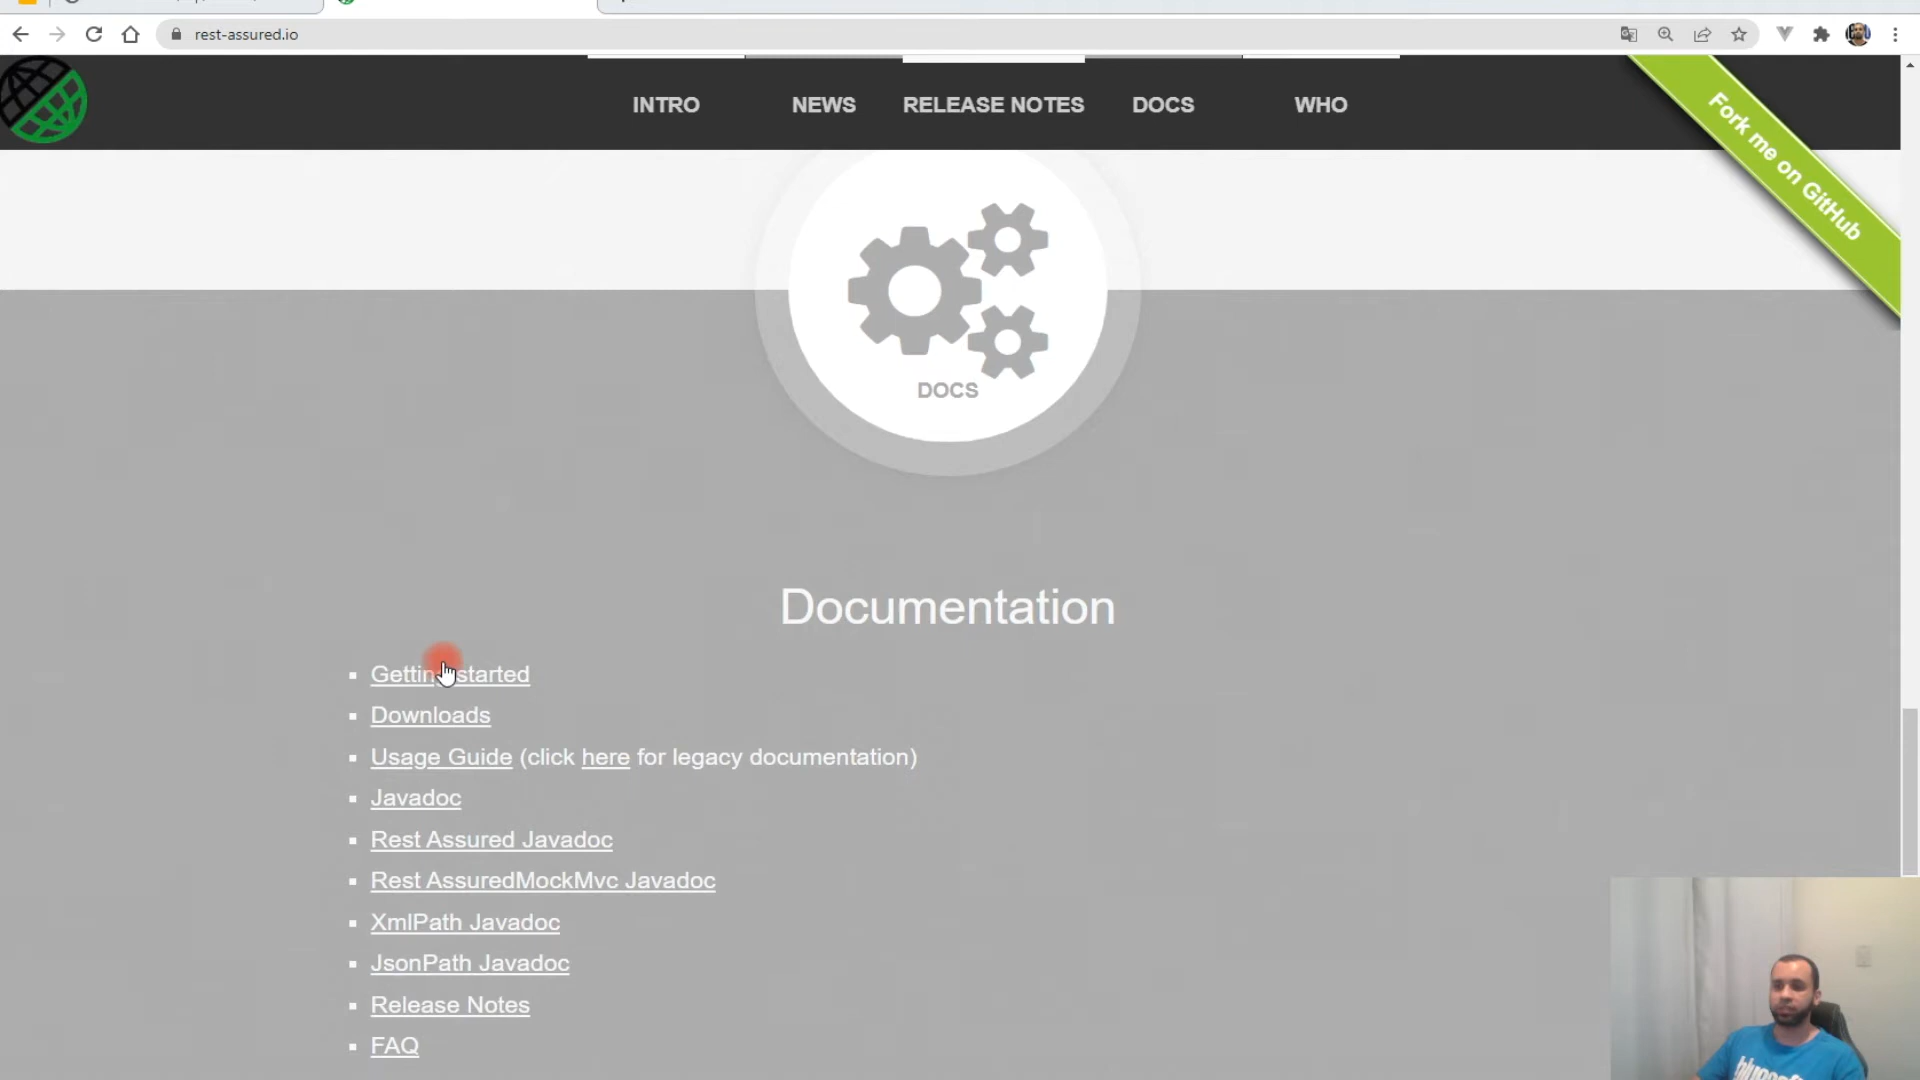 rest-assured.io
INTRO NEWS RELEASE NOTES DOCS WHO
Fork me on GitHub
DOCS
Documentation
Getting started
Downloads
Usage Guide (click here for legacy documentation)
Javadoc
Rest Assured Javadoc
Rest AssuredMockMvc Javadoc
XmlPath Javadoc
JsonPath Javadoc
Release Notes
FAQ